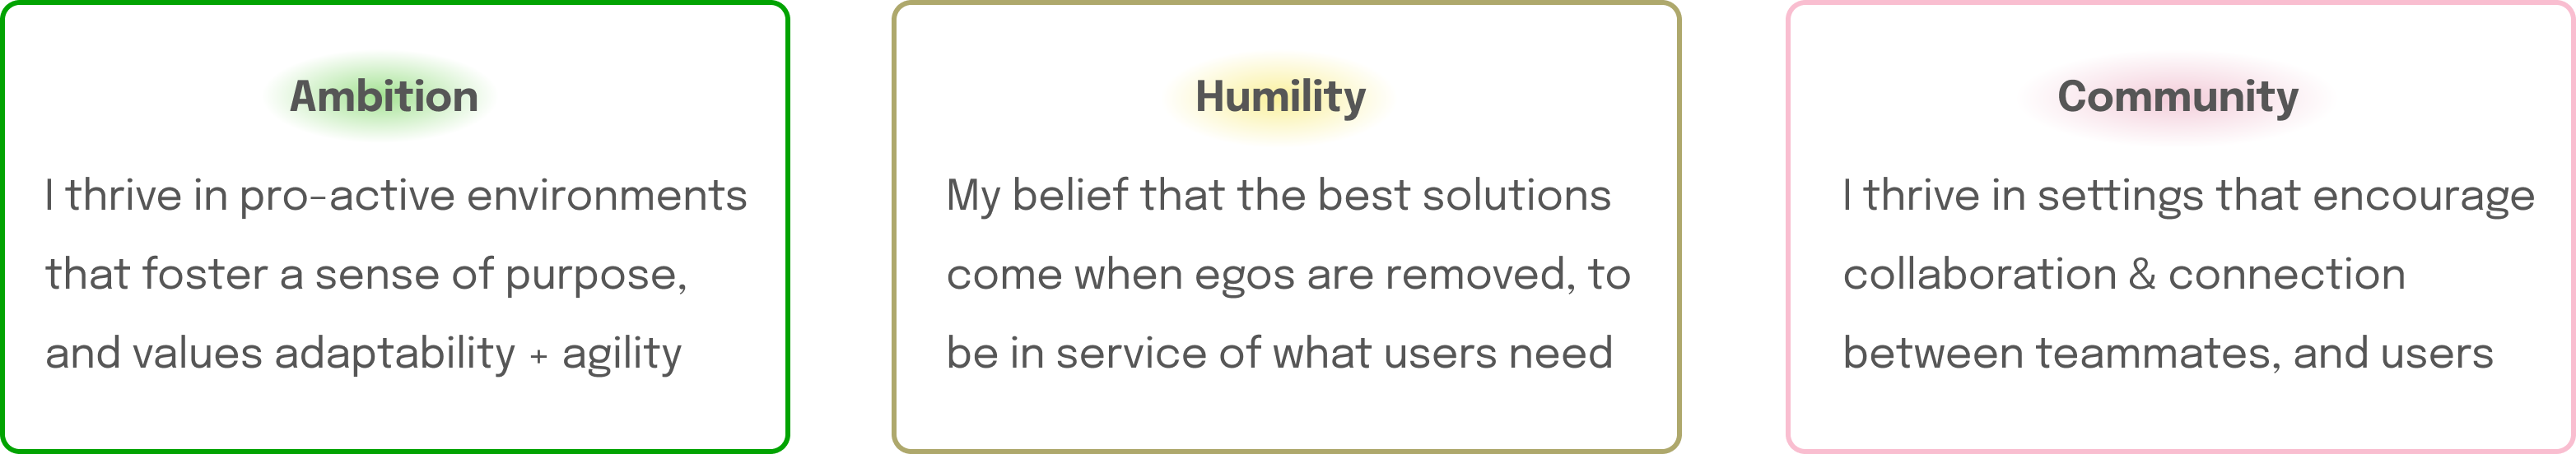 Ambition
I thrive in pro-active environments
that foster a sense of purpose,
and values adaptability + agility
Humility
My belief that the best solutions
come when egos are removed, to
be in service of what users need
Community
I thrive in settings that encourage
collaboration & connection
between teammates, and users